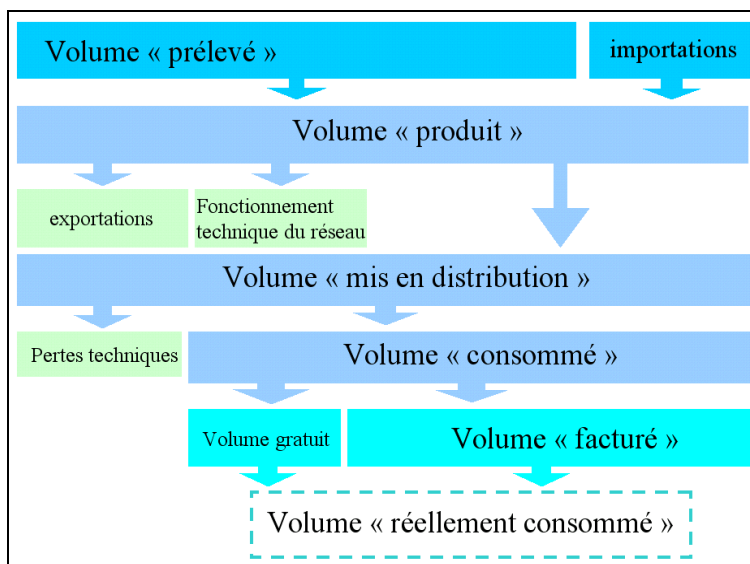 Volume « prélevé »
importations
Volume « produit »
exportations
Fonctionnement
technique du réseau
Volume « mis en distribution »
Pertes techniques
Volume « consommé »
Volume gratuit
Volume « facturé »
Volume « réellement consommé »